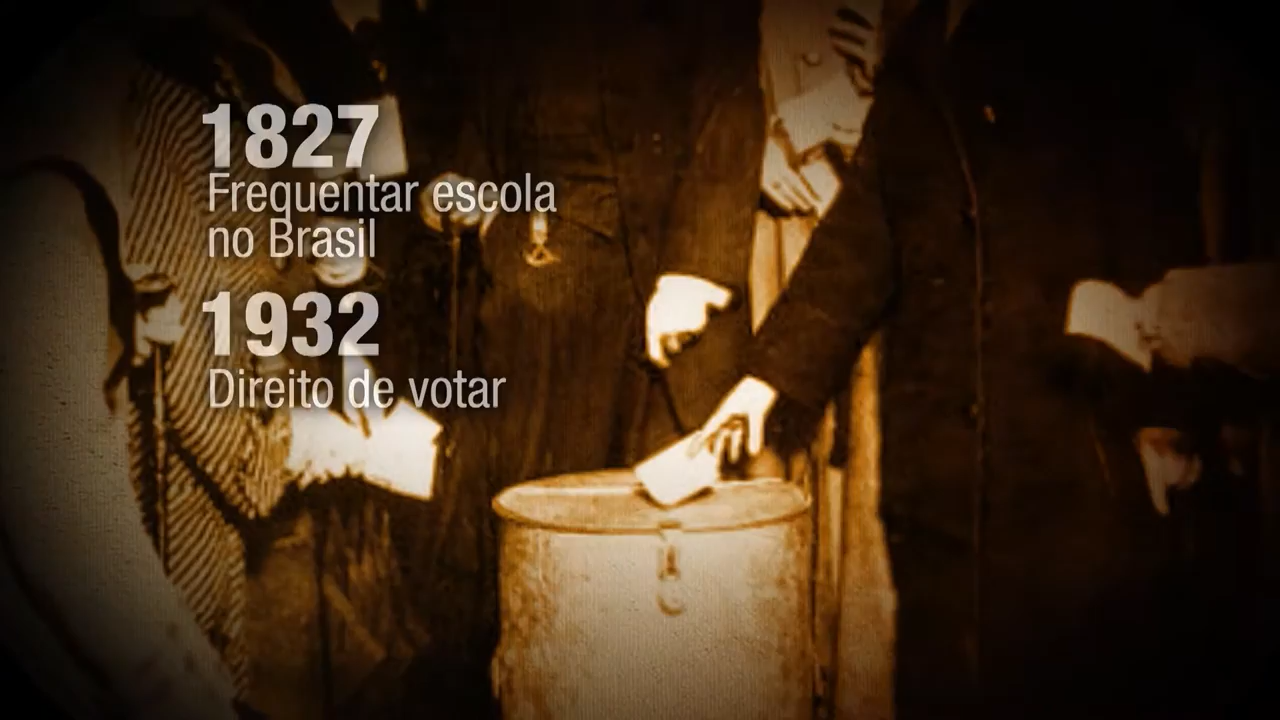 1827
Frequentar escola
no Brasil
1932
Direito de votar